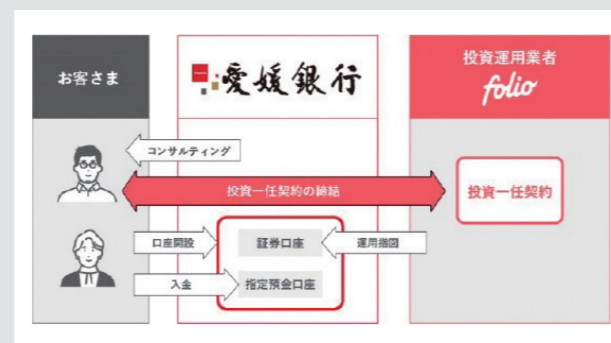 お客さま
愛媛銀行
投資運用業者
folio
コンサルティング
投資一任契約の締結
投資一任契約
口座開設
証券口座
運用指図
入金
指定預金口座